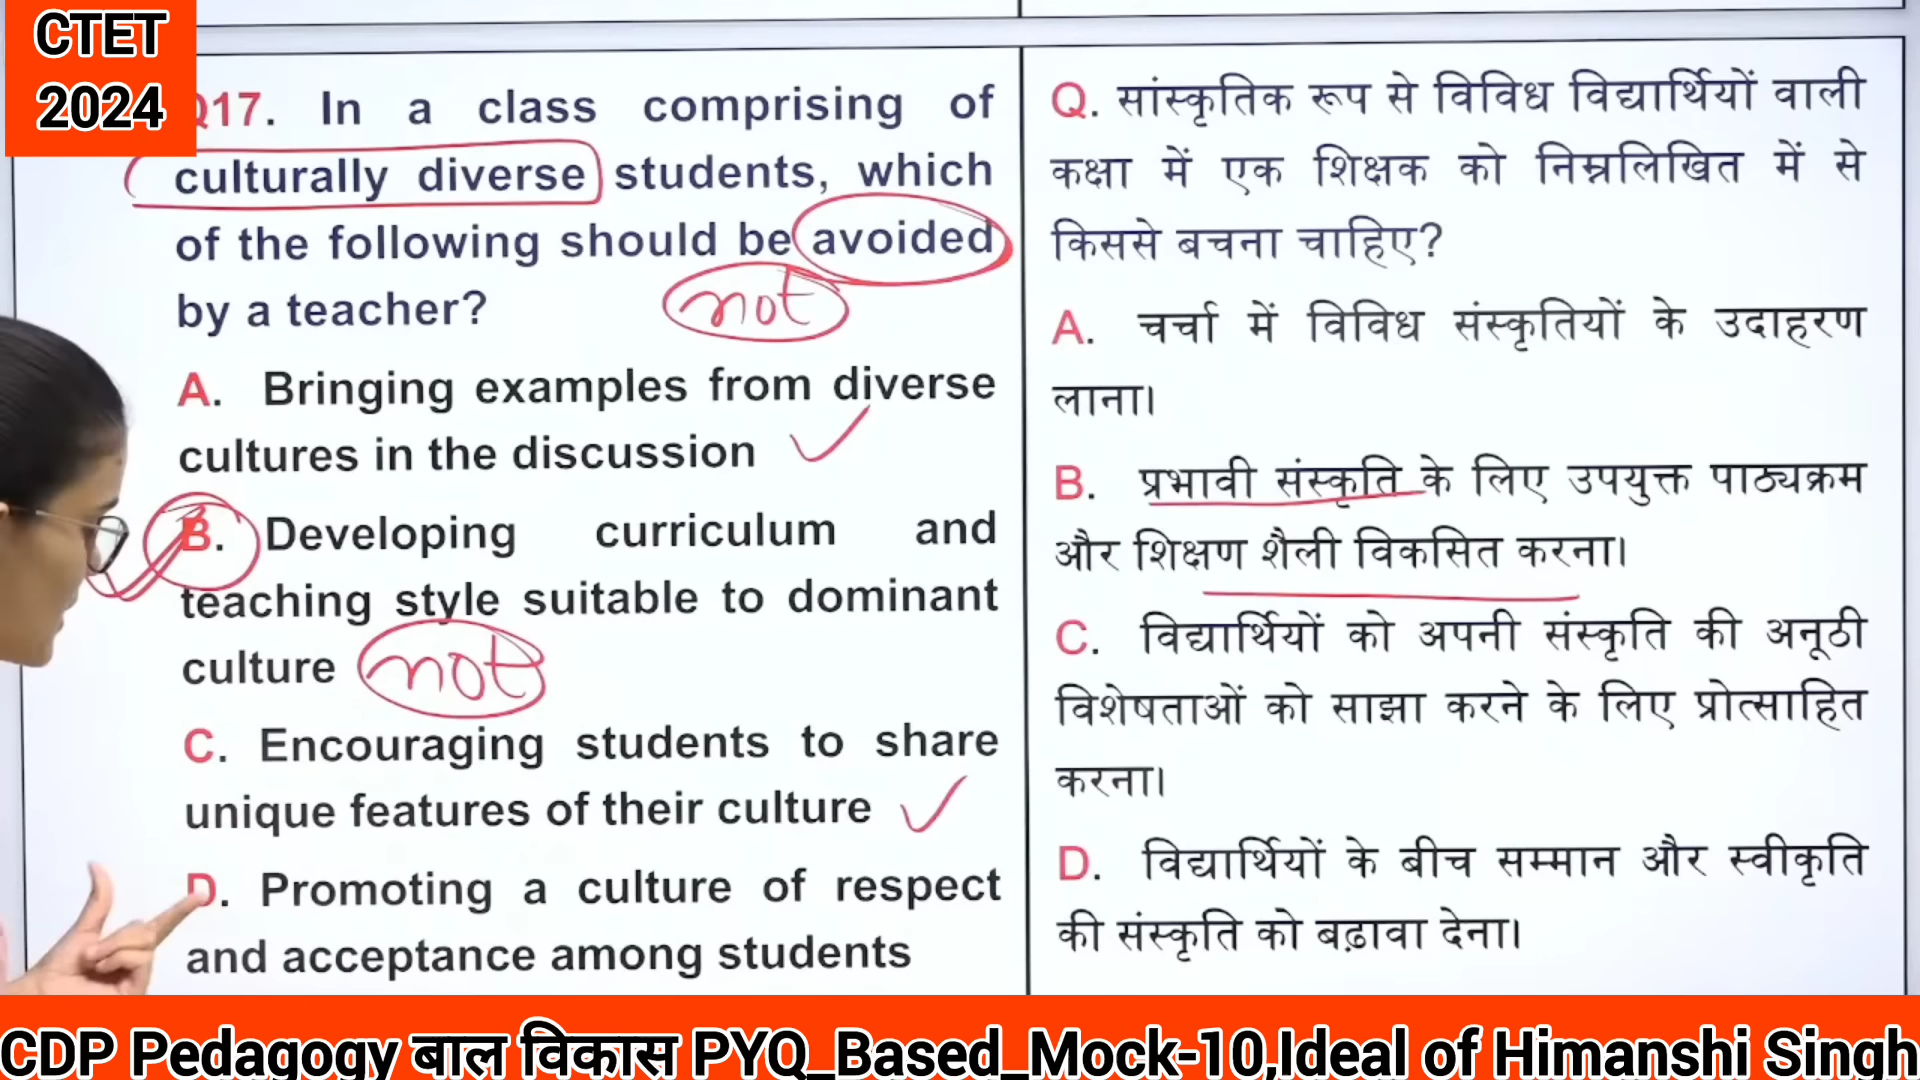 CTET
2024
Q17. In a class comprising of
culturally diverse students, which
of the following should be avoided
not
by a teacher?
A. Bringing examples from diverse
cultures in the discussion
B. Developing curriculum and
teaching style suitable to dominant
culture
not
C. Encouraging students to share
unique features of their culture
D. Promoting a culture of respect
and acceptance among students
Q. सांस्कृतिक रूप से विविध विद्यार्थियों वाली
कक्षा में एक शिक्षक को निम्नलिखित में से
किससे बचना चाहिए?
A. चर्चा में विविध संस्कृतियों के उदाहरण
लाना।
B. प्रभावी संस्कृति के लिए उपयुक्त पाठ्यक्रम
और शिक्षण शैली विकसित करना।
C. विद्यार्थियों को अपनी संस्कृति की अनूठी
विशेषताओं को साझा करने के लिए प्रोत्साहित
करना।
D. विद्यार्थियों के बीच सम्मान और स्वीकृति
की संस्कृति को बढ़ावा देना।
CDP Pedagogy बाल विकास PYQ_Based_Mock-10,Ideal of Himanshi Singh